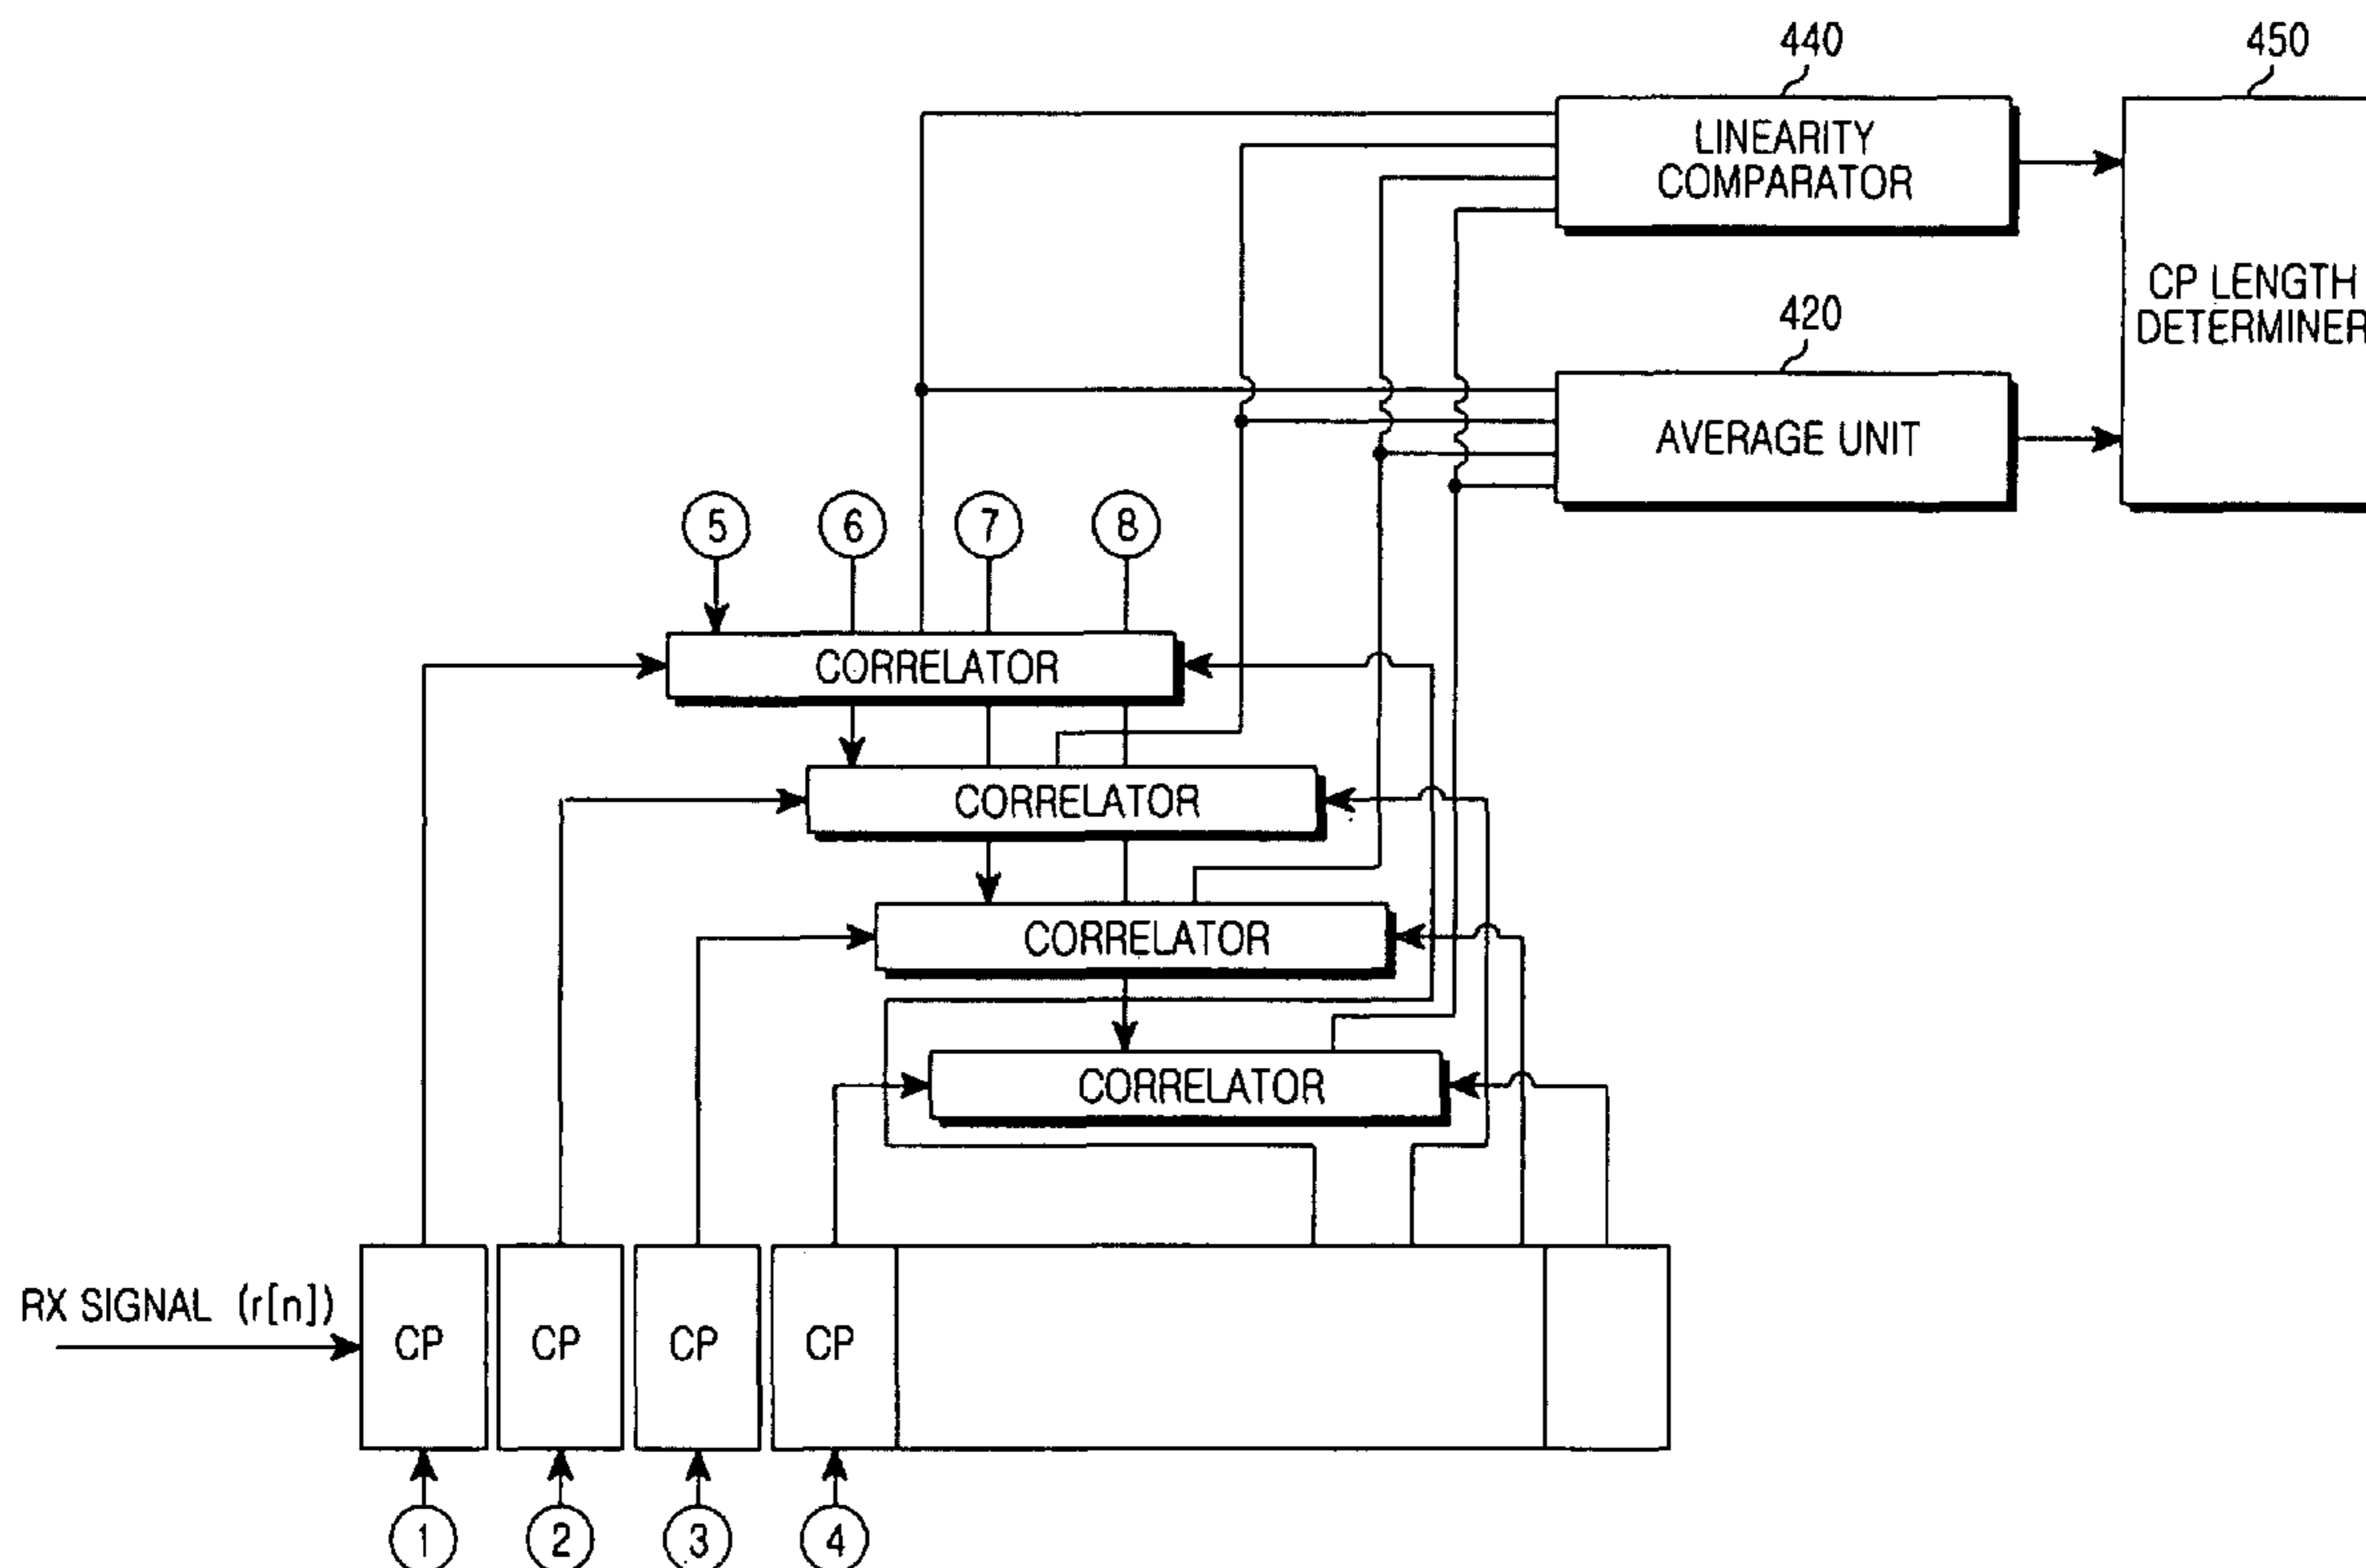 440
450
LINEARITY
COMPARATOR
CP LENGTH
DETERMINER
420
AVERAGE UNIT
5 6 7 8
CORRELATOR
CORRELATOR
CORRELATOR
CORRELATOR
RX SIGNAL (r[n])
CP CP CP CP
1 2 3 4